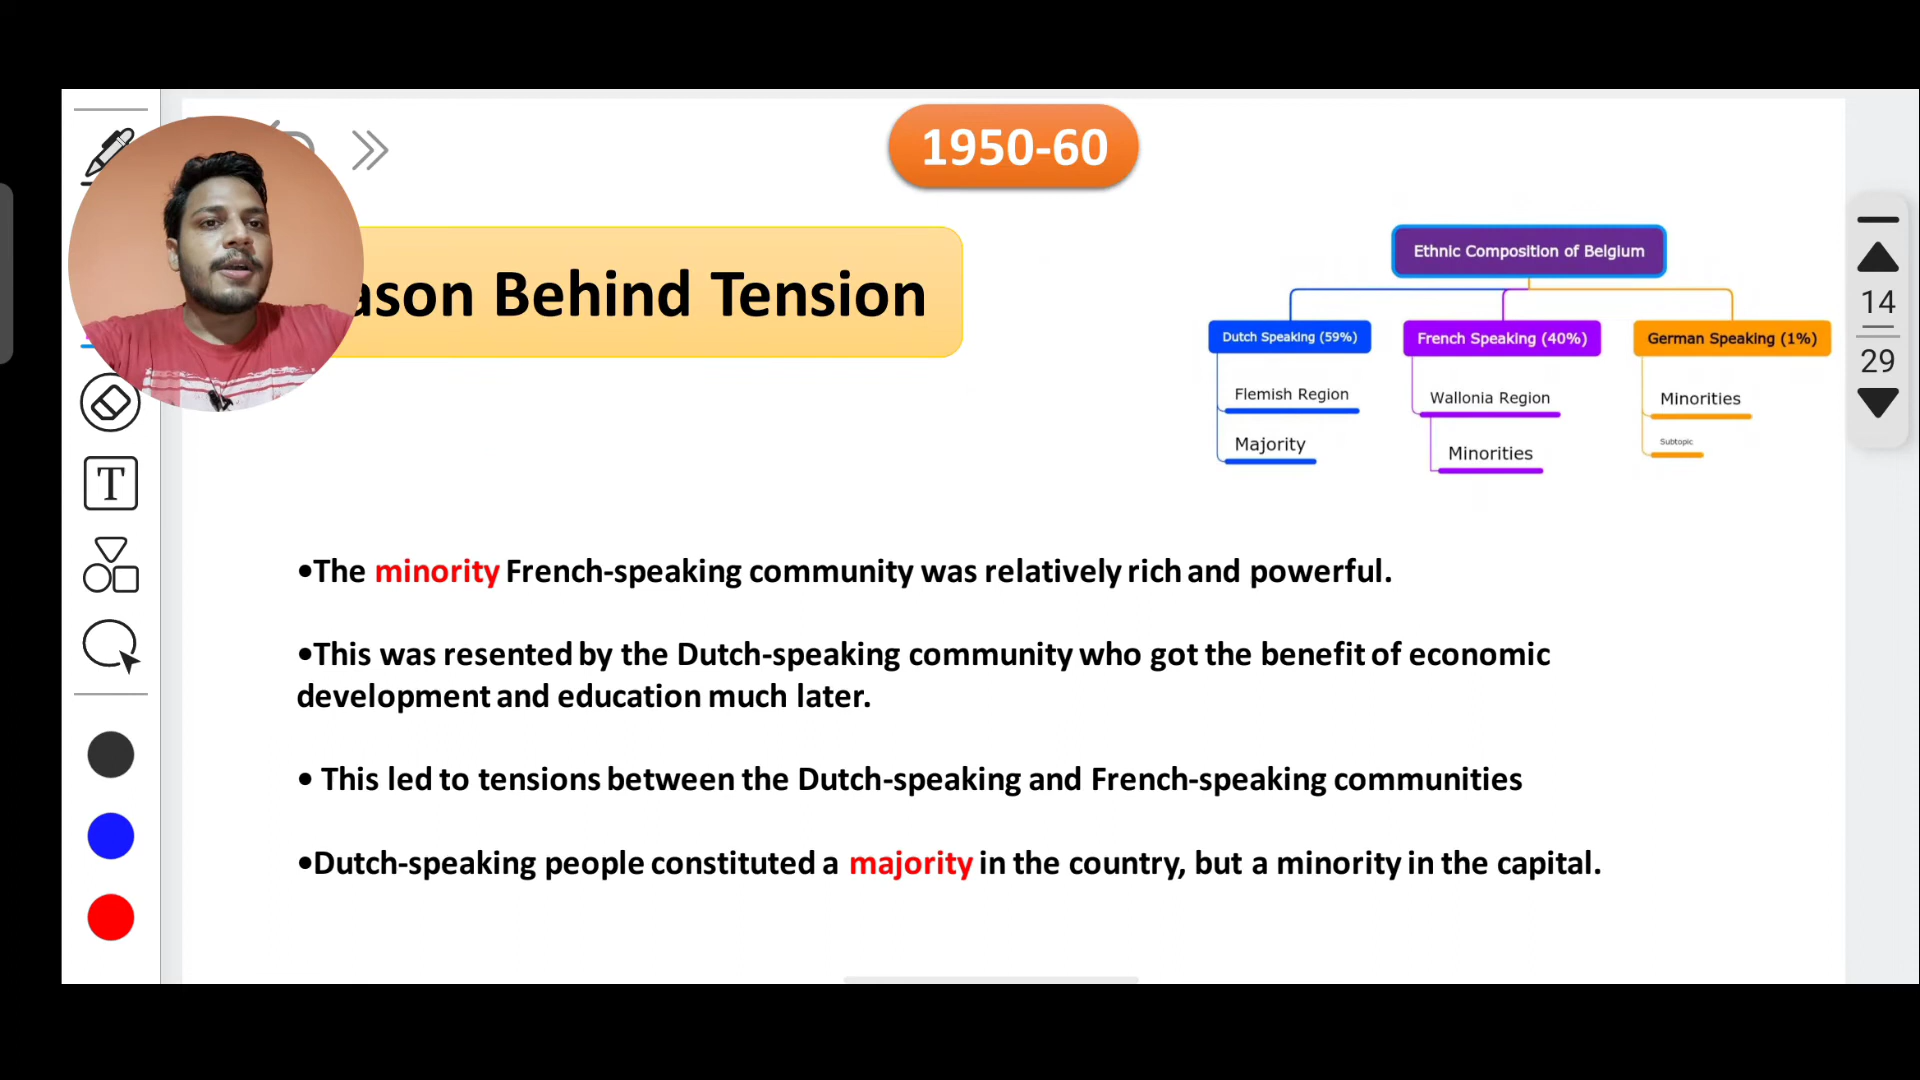 1950-60
ason Behind Tension
Ethnic Composition of Belgium
Dutch Speaking (59%)
French Speaking (40%)
German Speaking (1%)
Flemish Region
Majority
Wallonia Region
Minorities
Minorities
Subtopic
14
29
T
•The minority French-speaking community was relatively rich and powerful.
•This was resented by the Dutch-speaking community who got the benefit of economic
development and education much later.
• This led to tensions between the Dutch-speaking and French-speaking communities
•Dutch-speaking people constituted a majority in the country, but a minority in the capital.